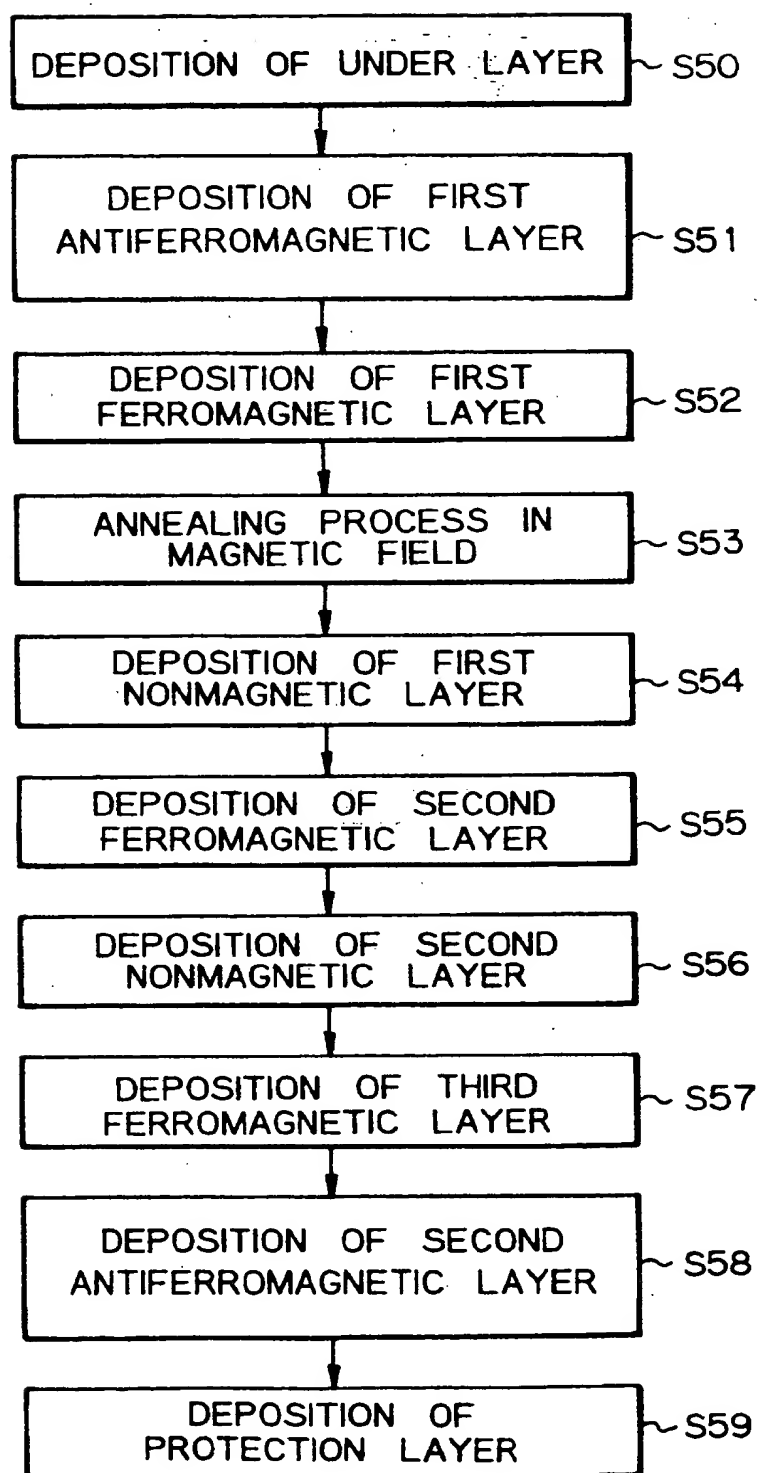 DEPOSITION OF UNDER LAYER S50
DEPOSITION OF FIRST
ANTIFERROMAGNETIC LAYER S51
DEPOSITION OF FIRST
FERROMAGNETIC LAYER S52
ANNEALING PROCESS IN
MAGNETIC FIELD S53
DEPOSITION OF FIRST
NONMAGNETIC LAYER S54
DEPOSITION OF SECOND
FERROMAGNETIC LAYER S55
DEPOSITION OF SECOND
NONMAGNETIC LAYER S56
DEPOSITION OF THIRD
FERROMAGNETIC LAYER S57
DEPOSITION OF SECOND
ANTIFERROMAGNETIC LAYER S58
DEPOSITION OF
PROTECTION LAYER S59